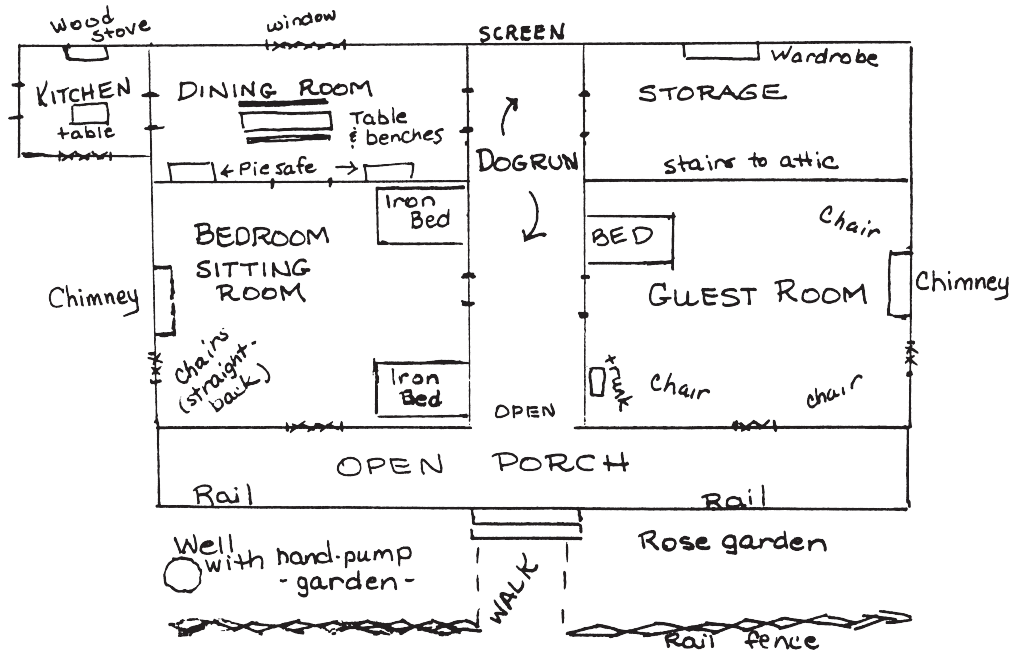 Wood stove
window
SCREEN
Wardrobe
KITCHEN
table
DINING ROOM
Table
& benches
STORAGE
DOGRUN
← Pie safe →
stairs to attic
Iron
Bed
BEDROOM
SITTING
ROOM
BED
Chair
Chimney
GUEST ROOM
Chimney
Chairs
(straight-
back)
Iron
Bed
Chair
chair
OPEN
OPEN PORCH
Rail
Rail
Well
with hand-pump
- garden -
WALK
Rose garden
Rail fence